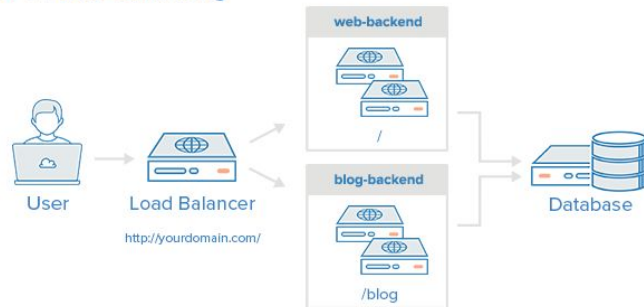 web-backend
/
blog-backend
/blog
User
Load Balancer
http://yourdomain.com/
Database